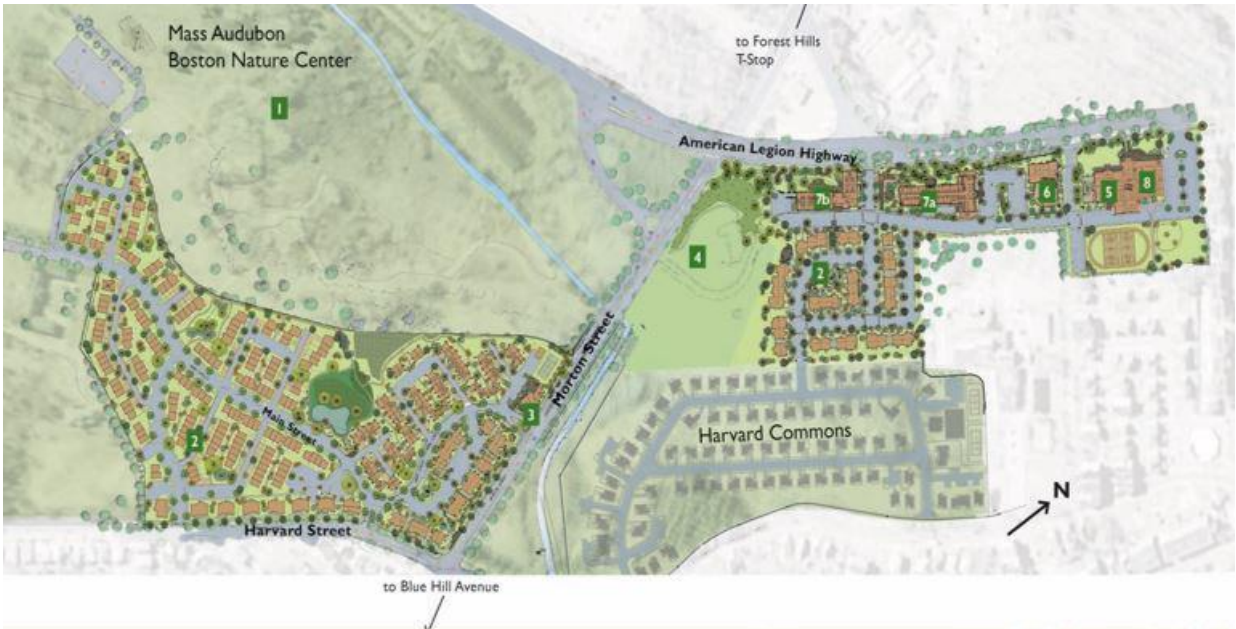 Mass Audubon
Boston Nature Center
1
to Forest Hills
T-Stop
American Legion Highway
7b
7a
6
5
8
4
2
Morton Street
3
Main Street
2
Harvard Commons
Harvard Street
N
to Blue Hill Avenue